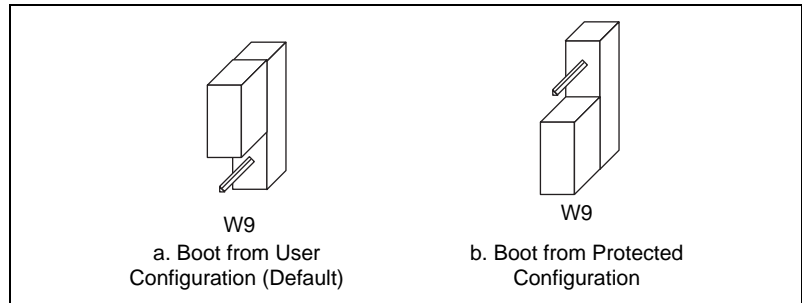 W9
a. Boot from User
Configuration (Default)
W9
b. Boot from Protected
Configuration